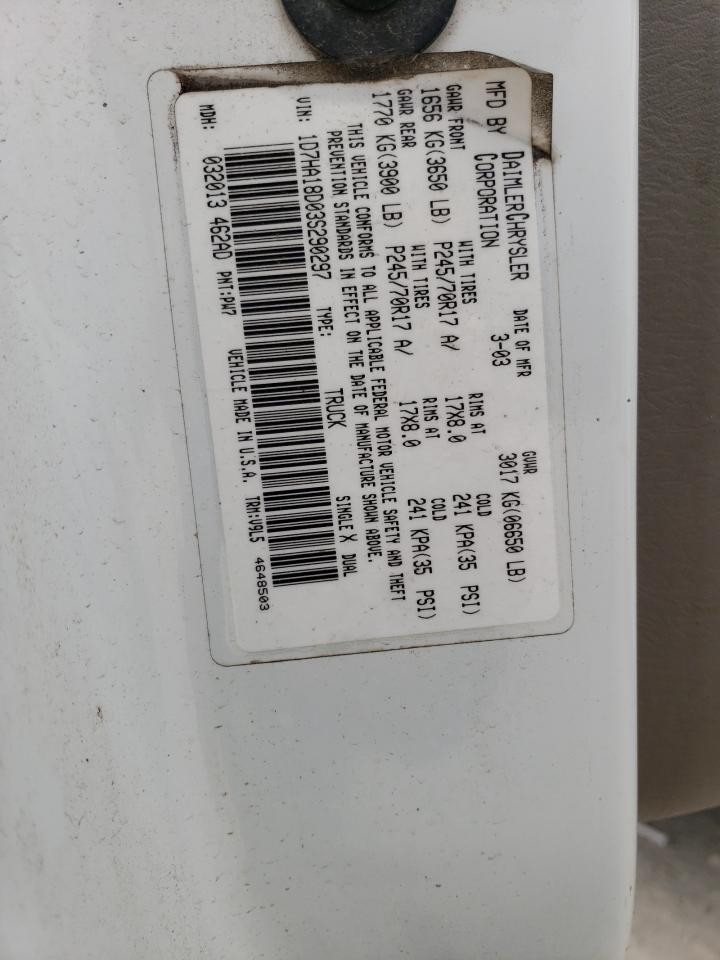 MFD BY DAIMLERCHRYSLER CORPORATION DATE OF MFR 3-03 GVWR 3017 KG(06650 LB)
GAWR FRONT WITH TIRES RIMS AT COLD
1656 KG(3650 LB) P245/70R17 A/ 17X8.0 241 KPA(35 PSI)
GAWR REAR WITH TIRES RIMS AT COLD
1770 KG(3900 LB) P245/70R17 A/ 17X8.0 241 KPA(35 PSI)
THIS VEHICLE CONFORMS TO ALL APPLICABLE FEDERAL MOTOR VEHICLE SAFETY AND THEFT
PREVENTION STANDARDS IN EFFECT ON THE DATE OF MANUFACTURE SHOWN ABOVE.
VIN: 1D7HA18D03S290297 TYPE: TRUCK SINGLE X DUAL
MDH: 032013 462AD PNT:PW7 VEHICLE MADE IN U.S.A. TRM:V9L5 4648503